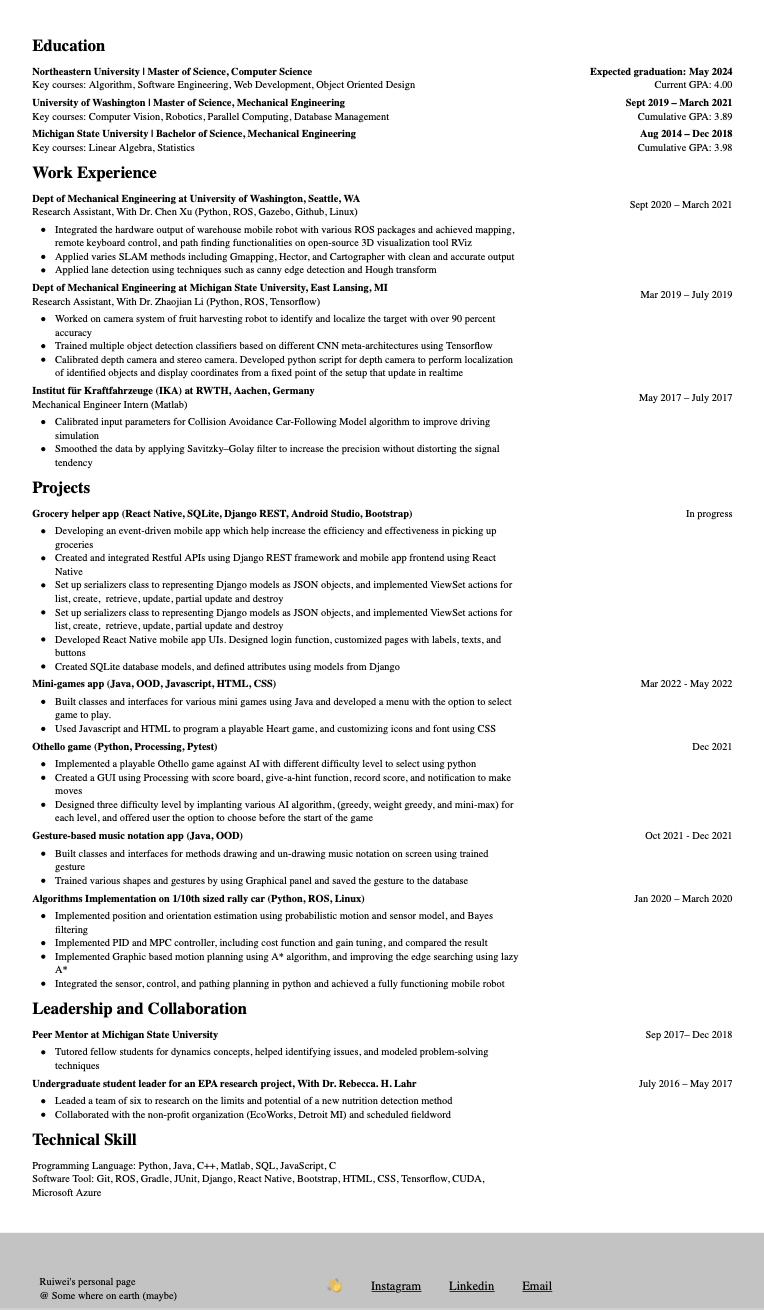 Education
Northeastern University | Master of Science, Computer Science Expected graduation: May 2024
Key courses: Algorithm, Software Engineering, Web Development, Object Oriented Design Current GPA: 4.00
University of Washington | Master of Science, Mechanical Engineering Sept 2019 – March 2021
Key courses: Computer Vision, Robotics, Parallel Computing, Database Management Cumulative GPA: 3.89
Michigan State University | Bachelor of Science, Mechanical Engineering Aug 2014 – Dec 2018
Key courses: Linear Algebra, Statistics Cumulative GPA: 3.98
Work Experience
Dept of Mechanical Engineering at University of Washington, Seattle, WA
Sept 2020 – March 2021
Research Assistant, With Dr. Chen Xu (Python, ROS, Gazebo, Github, Linux)
• Integrated the hardware output of warehouse mobile robot with various ROS packages and achieved mapping,
remote keyboard control, and path finding functionalities on open-source 3D visualization tool RViz
• Applied varies SLAM methods including Gmapping, Hector, and Cartographer with clean and accurate output
• Applied lane detection using techniques such as canny edge detection and Hough transform
Dept of Mechanical Engineering at Michigan State University, East Lansing, MI
Mar 2019 – July 2019
Research Assistant, With Dr. Zhaojian Li (Python, ROS, Tensorflow)
• Worked on camera system of fruit harvesting robot to identify and localize the target with over 90 percent
accuracy
• Trained multiple object detection classifiers based on different CNN meta-architectures using Tensorflow
• Calibrated depth camera and stereo camera. Developed python script for depth camera to perform localization
of identified objects and display coordinates from a fixed point of the setup that update in realtime
Institut für Kraftfahrzeuge (IKA) at RWTH, Aachen, Germany
May 2017 – July 2017
Mechanical Engineer Intern (Matlab)
• Calibrated input parameters for Collision Avoidance Car-Following Model algorithm to improve driving
simulation
• Smoothed the data by applying Savitzky–Golay filter to increase the precision without distorting the signal
tendency
Projects
Grocery helper app (React Native, SQLite, Django REST, Android Studio, Bootstrap) In progress
• Developing an event-driven mobile app which help increase the efficiency and effectiveness in picking up
groceries
• Created and integrated Restful APIs using Django REST framework and mobile app frontend using React
Native
• Set up serializers class to representing Django models as JSON objects, and implemented ViewSet actions for
list, create, retrieve, update, partial update and destroy
• Set up serializers class to representing Django models as JSON objects, and implemented ViewSet actions for
list, create, retrieve, update, partial update and destroy
• Developed React Native mobile app UIs. Designed login function, customized pages with labels, texts, and
buttons
• Created SQLite database models, and defined attributes using models from Django
Mini-games app (Java, OOD, Javascript, HTML, CSS) Mar 2022 - May 2022
• Built classes and interfaces for various mini games using Java and developed a menu with the option to select
game to play.
• Used Javascript and HTML to program a playable Heart game, and customizing icons and font using CSS
Othello game (Python, Processing, Pytest) Dec 2021
• Implemented a playable Othello game against AI with different difficulty level to select using python
• Created a GUI using Processing with score board, give-a-hint function, record score, and notification to make
moves
• Designed three difficulty level by implanting various AI algorithm, (greedy, weight greedy, and mini-max) for
each level, and offered user the option to choose before the start of the game
Gesture-based music notation app (Java, OOD) Oct 2021 - Dec 2021
• Built classes and interfaces for methods drawing and un-drawing music notation on screen using trained
gesture
• Trained various shapes and gestures by using Graphical panel and saved the gesture to the database
Algorithms Implementation on 1/10th sized rally car (Python, ROS, Linux) Jan 2020 – March 2020
• Implemented position and orientation estimation using probabilistic motion and sensor model, and Bayes
filtering
• Implemented PID and MPC controller, including cost function and gain tuning, and compared the result
• Implemented Graphic based motion planning using A* algorithm, and improving the edge searching using lazy
A*
• Integrated the sensor, control, and pathing planning in python and achieved a fully functioning mobile robot
Leadership and Collaboration
Peer Mentor at Michigan State University Sep 2017– Dec 2018
• Tutored fellow students for dynamics concepts, helped identifying issues, and modeled problem-solving
techniques
Undergraduate student leader for an EPA research project, With Dr. Rebecca. H. Lahr July 2016 – May 2017
• Leaded a team of six to research on the limits and potential of a new nutrition detection method
• Collaborated with the non-profit organization (EcoWorks, Detroit MI) and scheduled fieldword
Technical Skill
Programming Language: Python, Java, C++, Matlab, SQL, JavaScript, C
Software Tool: Git, ROS, Gradle, JUnit, Django, React Native, Bootstrap, HTML, CSS, Tensorflow, CUDA,
Microsoft Azure
Ruiwei's personal page
@ Some where on earth (maybe)
👋 Instagram Linkedin Email